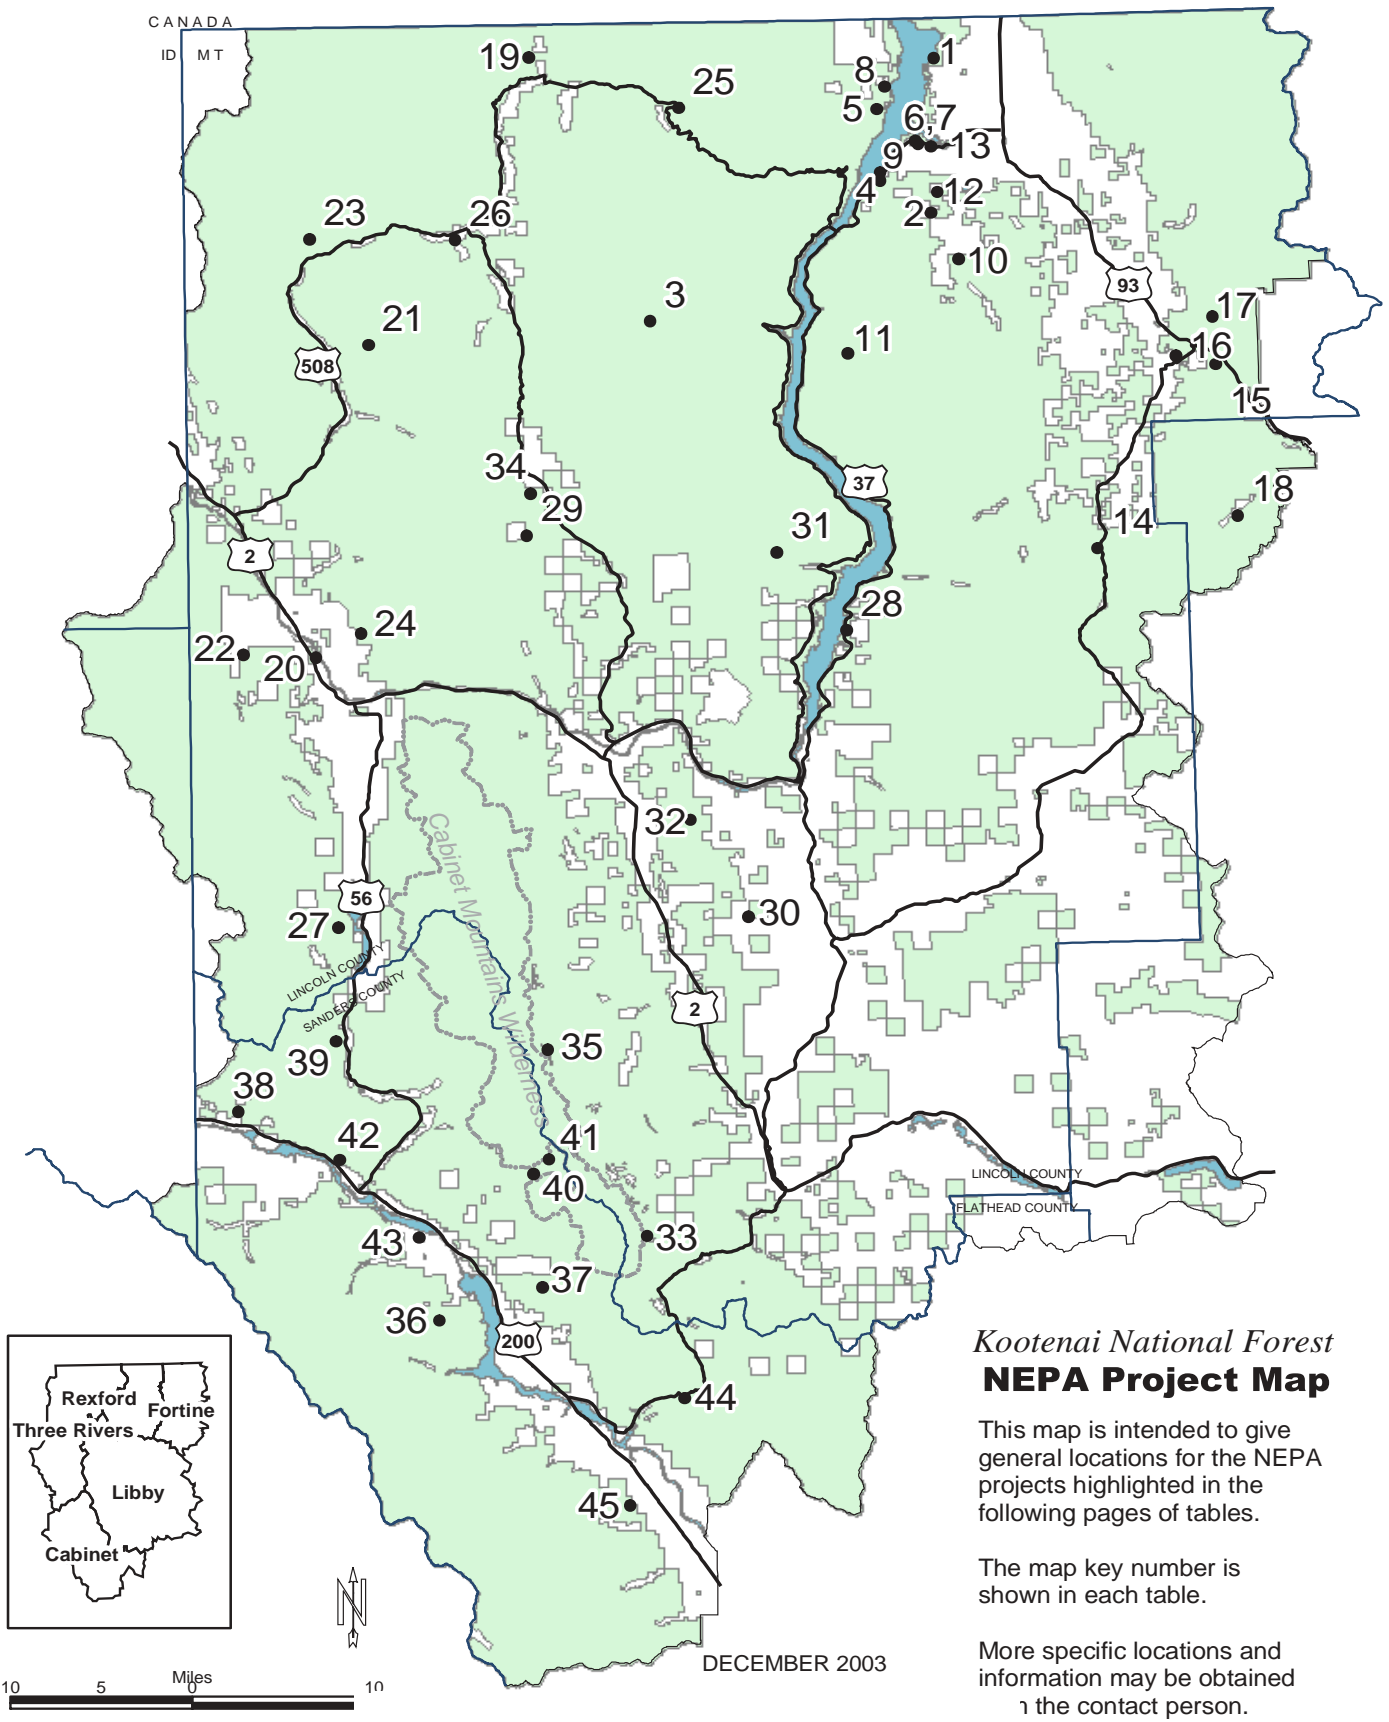 CANADA
ID MT
19
25
8
1
5
6,7
13
9
4
12
2
23
26
10
3
93
21
17
11
16
508
15
34
37
18
29
14
31
2
28
24
22
20
Cabinet Mountains Wilderness
32
56
30
27
LINCOLN COUNTY
SANDERS COUNTY
2
39
35
38
42
41
40
LINCOLN COUNTY
FLATHEAD COUNTY
43
33
37
36
200
44
45
Kootenai National Forest
NEPA Project Map
This map is intended to give
general locations for the NEPA
projects highlighted in the
following pages of tables.
The map key number is
shown in each table.
More specific locations and
information may be obtained
the contact person.
Rexford
Fortine
Three Rivers
Libby
Cabinet
N
DECEMBER 2003
Miles
10 5 0 10